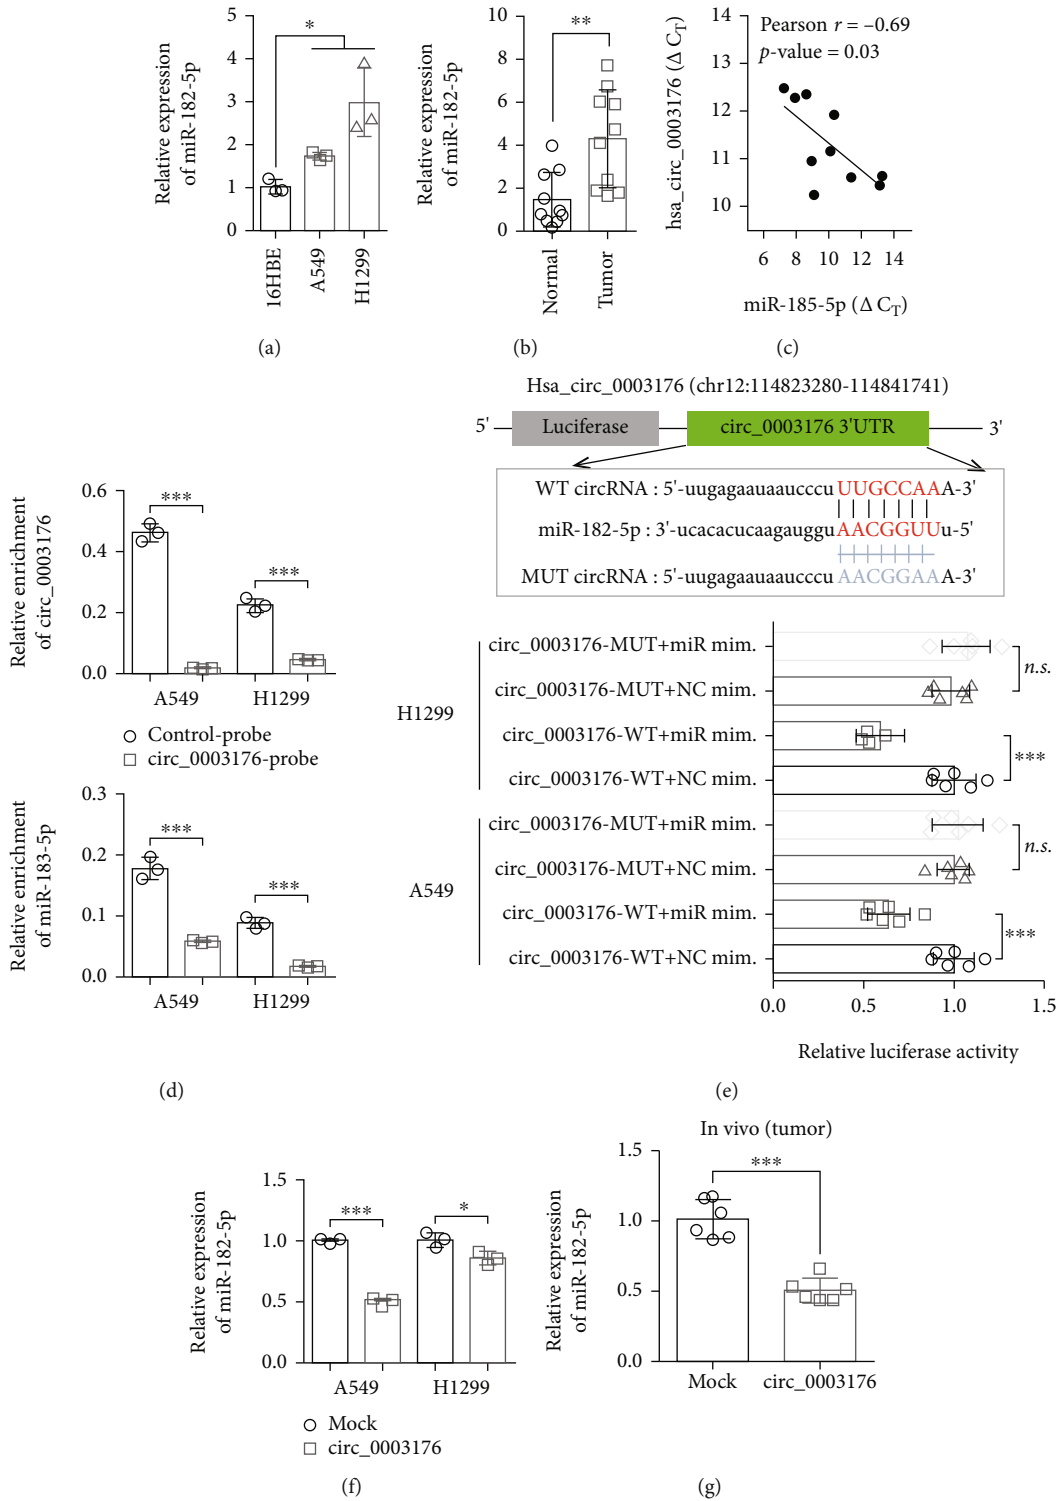 Relative expression
of miR-182-5p
5
4
3
2
1
0
*
16HBE
A549
H1299
(a)
Relative expression
of miR-182-5p
10
8
6
4
2
0
**
Normal
Tumor
(b)
hsa_circ_0003176 (Δ CT)
14
13
12
11
10
Pearson r = –0.69
p-value = 0.03
6 8 10 12 14
miR-185-5p (Δ CT)
(c)
Relative enrichment
of circ_0003176
0.6
0.4
0.2
0.0
***
***
A549 H1299
Control-probe
circ_0003176-probe
Relative enrichment
of miR-183-5p
0.3
0.2
0.1
0.0
***
***
A549 H1299
(d)
Hsa_circ_0003176 (chr12:114823280-114841741)
5' Luciferase circ_0003176 3'UTR 3'
WT circRNA : 5'-uugagaauaaucccuUUGCCAAA-3'
miR-182-5p : 3'-ucacacucaagaugguAACGGUUu-5'
MUT circRNA : 5'-uugagaauaaucccuAACGGAAA-3'
H1299
circ_0003176-MUT+miR mim.
circ_0003176-MUT+NC mim.
n.s.
circ_0003176-WT+miR mim.
circ_0003176-WT+NC mim.
***
A549
circ_0003176-MUT+miR mim.
circ_0003176-MUT+NC mim.
n.s.
circ_0003176-WT+miR mim.
circ_0003176-WT+NC mim.
***
0.0 0.5 1.0 1.5
Relative luciferase activity
(e)
Relative expression
of miR-182-5p
1.5
1.0
0.5
0.0
***
*
A549 H1299
Mock
circ_0003176
(f)
In vivo (tumor)
Relative expression
of miR-182-5p
1.5
1.0
0.5
0.0
***
Mock circ_0003176
(g)